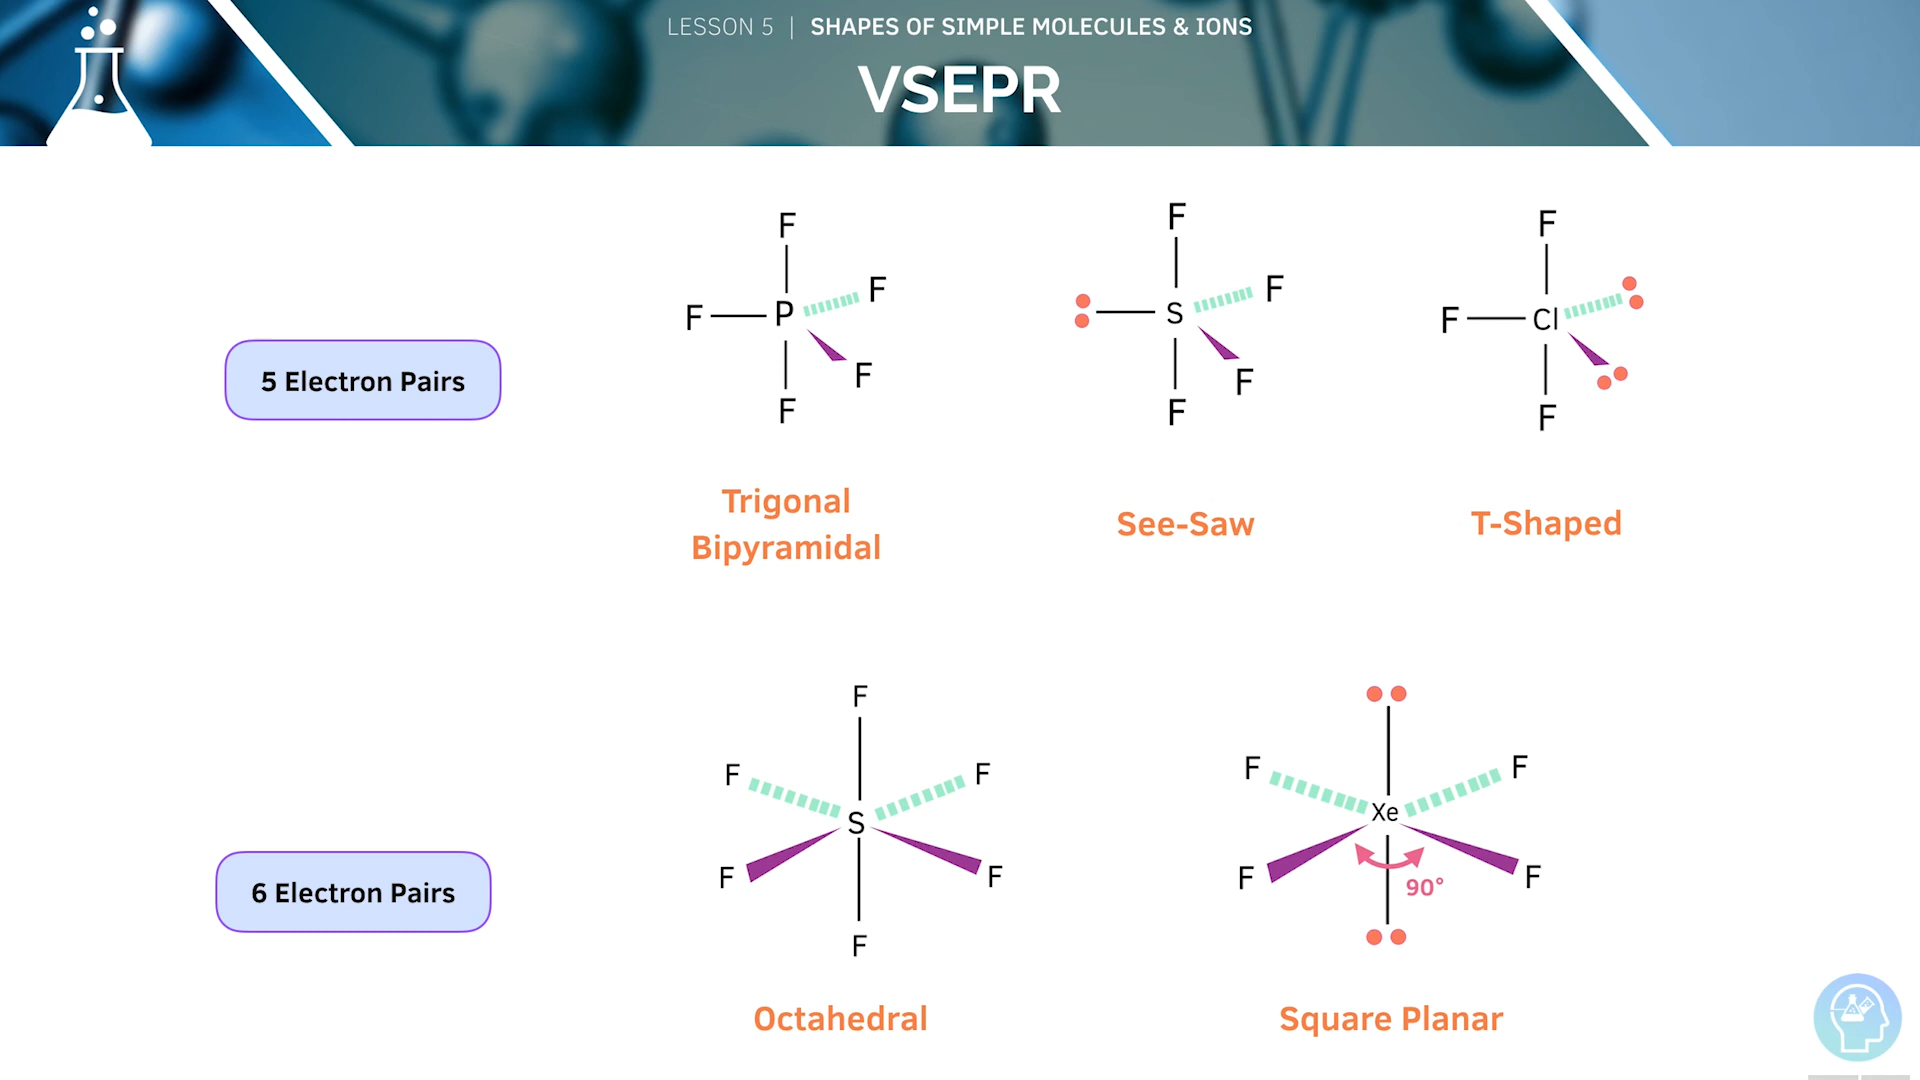 LESSON 5 | SHAPES OF SIMPLE MOLECULES & IONS
VSEPR
5 Electron Pairs
F
F
F P
F
F
F
F
S
F
F
F
F Cl
F
Trigonal
Bipyramidal
See-Saw
T-Shaped
6 Electron Pairs
F
F F
S
F F
F
F F
Xe
F F
90°
Octahedral
Square Planar